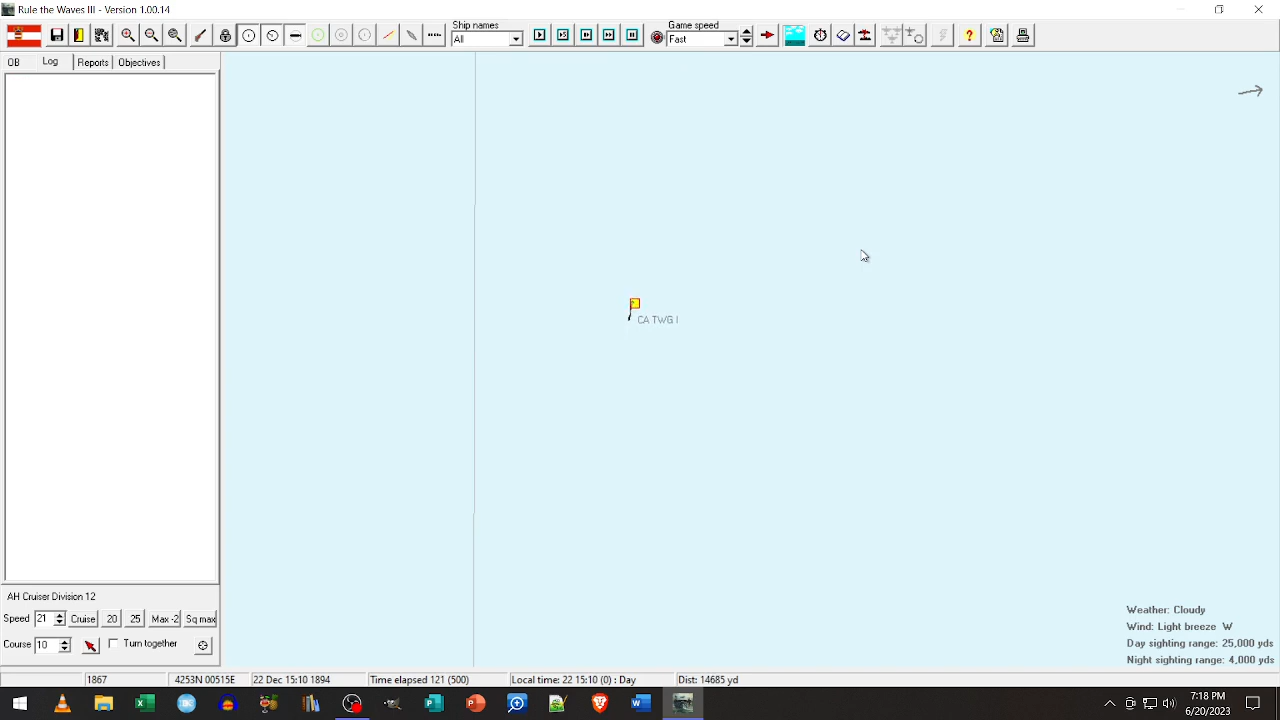 Rule the Waves III - Version 1.00.14
Ship names
All
Game speed
Fast
OB Log Reports Objectives
CA TWG I
AH Cruiser Division 12
Speed 21 Cruise 20 25 Max -2 Sq max
Course 10 Turn together
Weather: Cloudy
Wind: Light breeze W
Day sighting range: 25,000 yds
Night sighting range: 4,000 yds
1867 4253N 00515E 22 Dec 15:10 1894 Time elapsed 121 (500) Local time: 22 15:10 (0) : Day Dist: 14685 yd
7:18 PM
6/20/2023